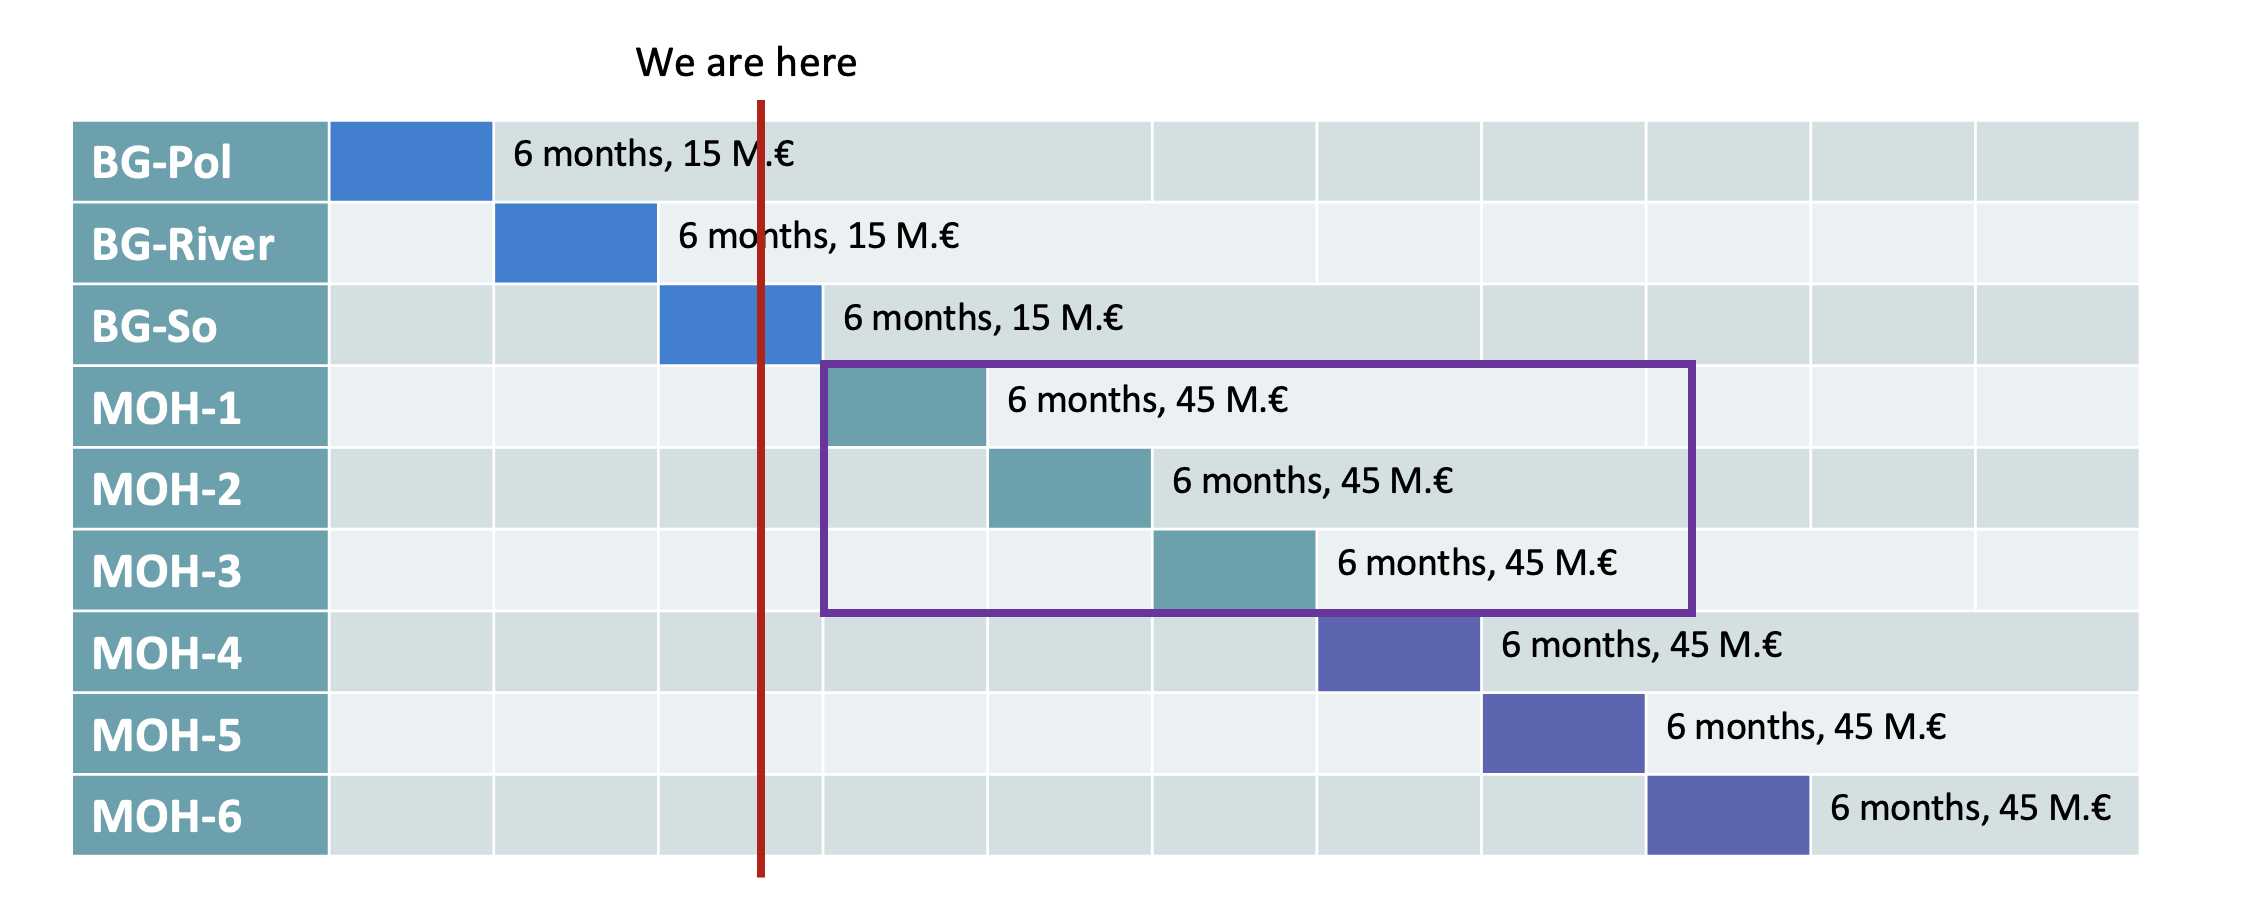 We are here
BG-Pol 6 months, 15 M.€
BG-River 6 months, 15 M.€
BG-So 6 months, 15 M.€
MOH-1 6 months, 45 M.€
MOH-2 6 months, 45 M.€
MOH-3 6 months, 45 M.€
MOH-4 6 months, 45 M.€
MOH-5 6 months, 45 M.€
MOH-6 6 months, 45 M.€